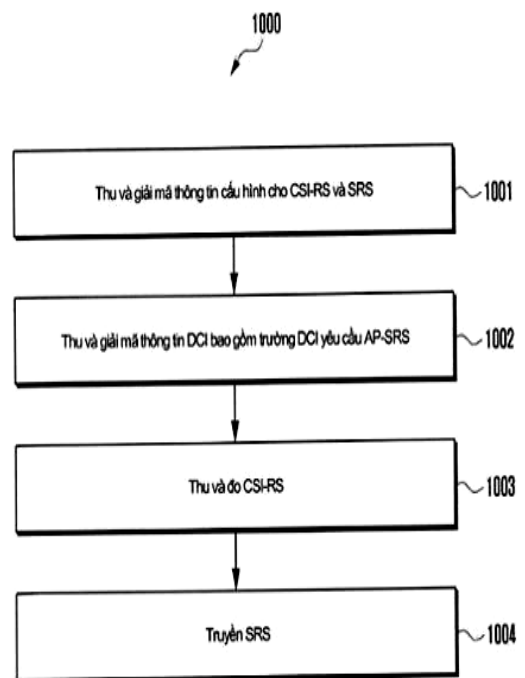 1000
Thu và giải mã thông tin cấu hình cho CSI-RS và SRS
1001
Thu và giải mã thông tin DCI bao gồm trường DCI yêu cầu AP-SRS
1002
Thu và đo CSI-RS
1003
Truyền SRS
1004